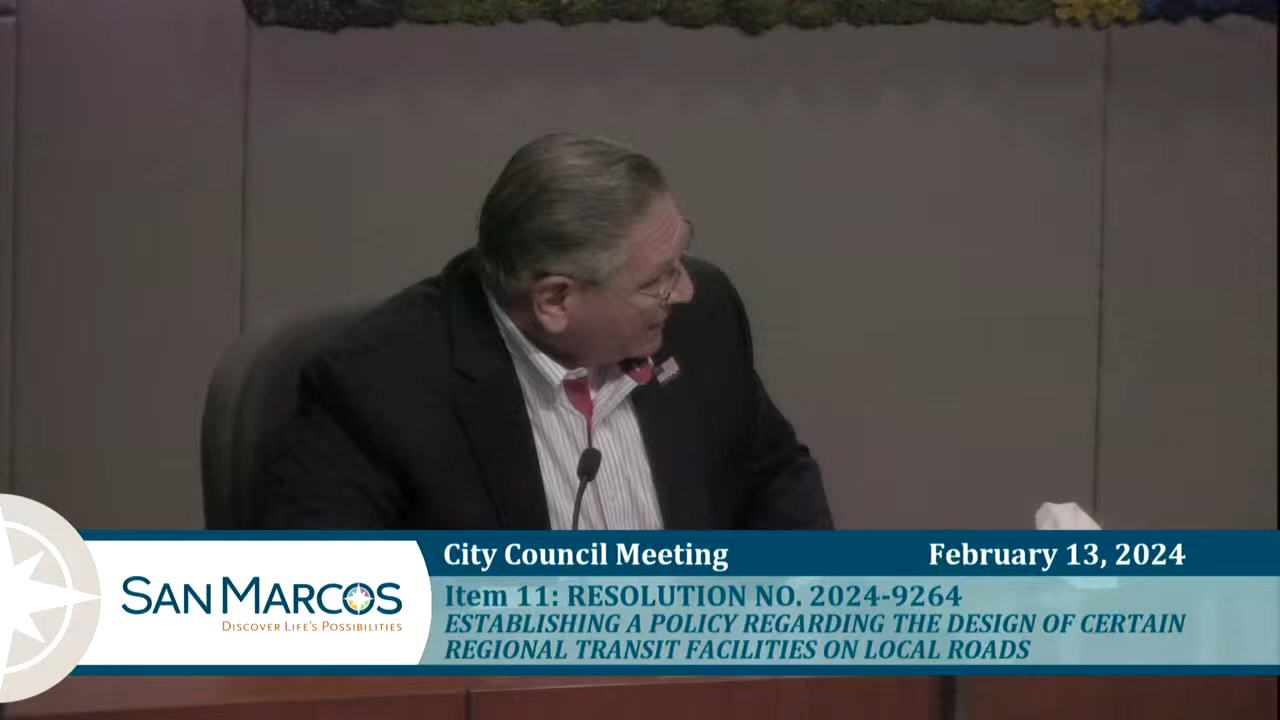 City Council Meeting
February 13, 2024
SAN MARCOS
DISCOVER LIFE'S POSSIBILITIES
Item 11: RESOLUTION NO. 2024-9264
ESTABLISHING A POLICY REGARDING THE DESIGN OF CERTAIN
REGIONAL TRANSIT FACILITIES ON LOCAL ROADS